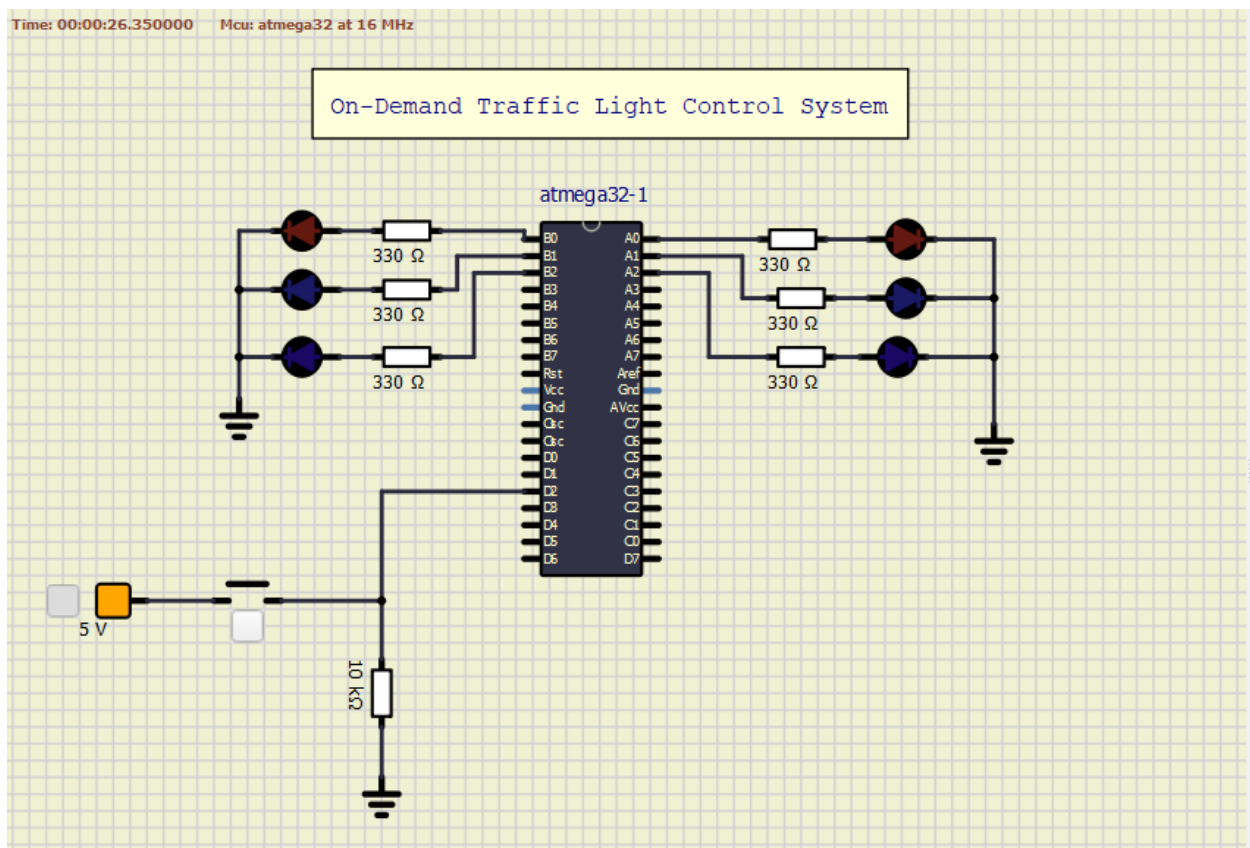 Time: 00:00:26.350000 Mcu: atmega32 at 16 MHz
On-Demand Traffic Light Control System
atmega32-1
B0 A0
330 Ω
B1 A1
330 Ω
B2 A2
B3 A3
B4 A4
330 Ω
B5 A5
330 Ω
B6 A6
B7 A7
Rst Aref
330 Ω
330 Ω
Vcc Gnd
Gnd AVcc
Osc C7
Osc C6
D0 C5
D1 C4
D2 C3
D3 C2
D4 C1
D5 C0
D6 D7
5 V
10 kΩ